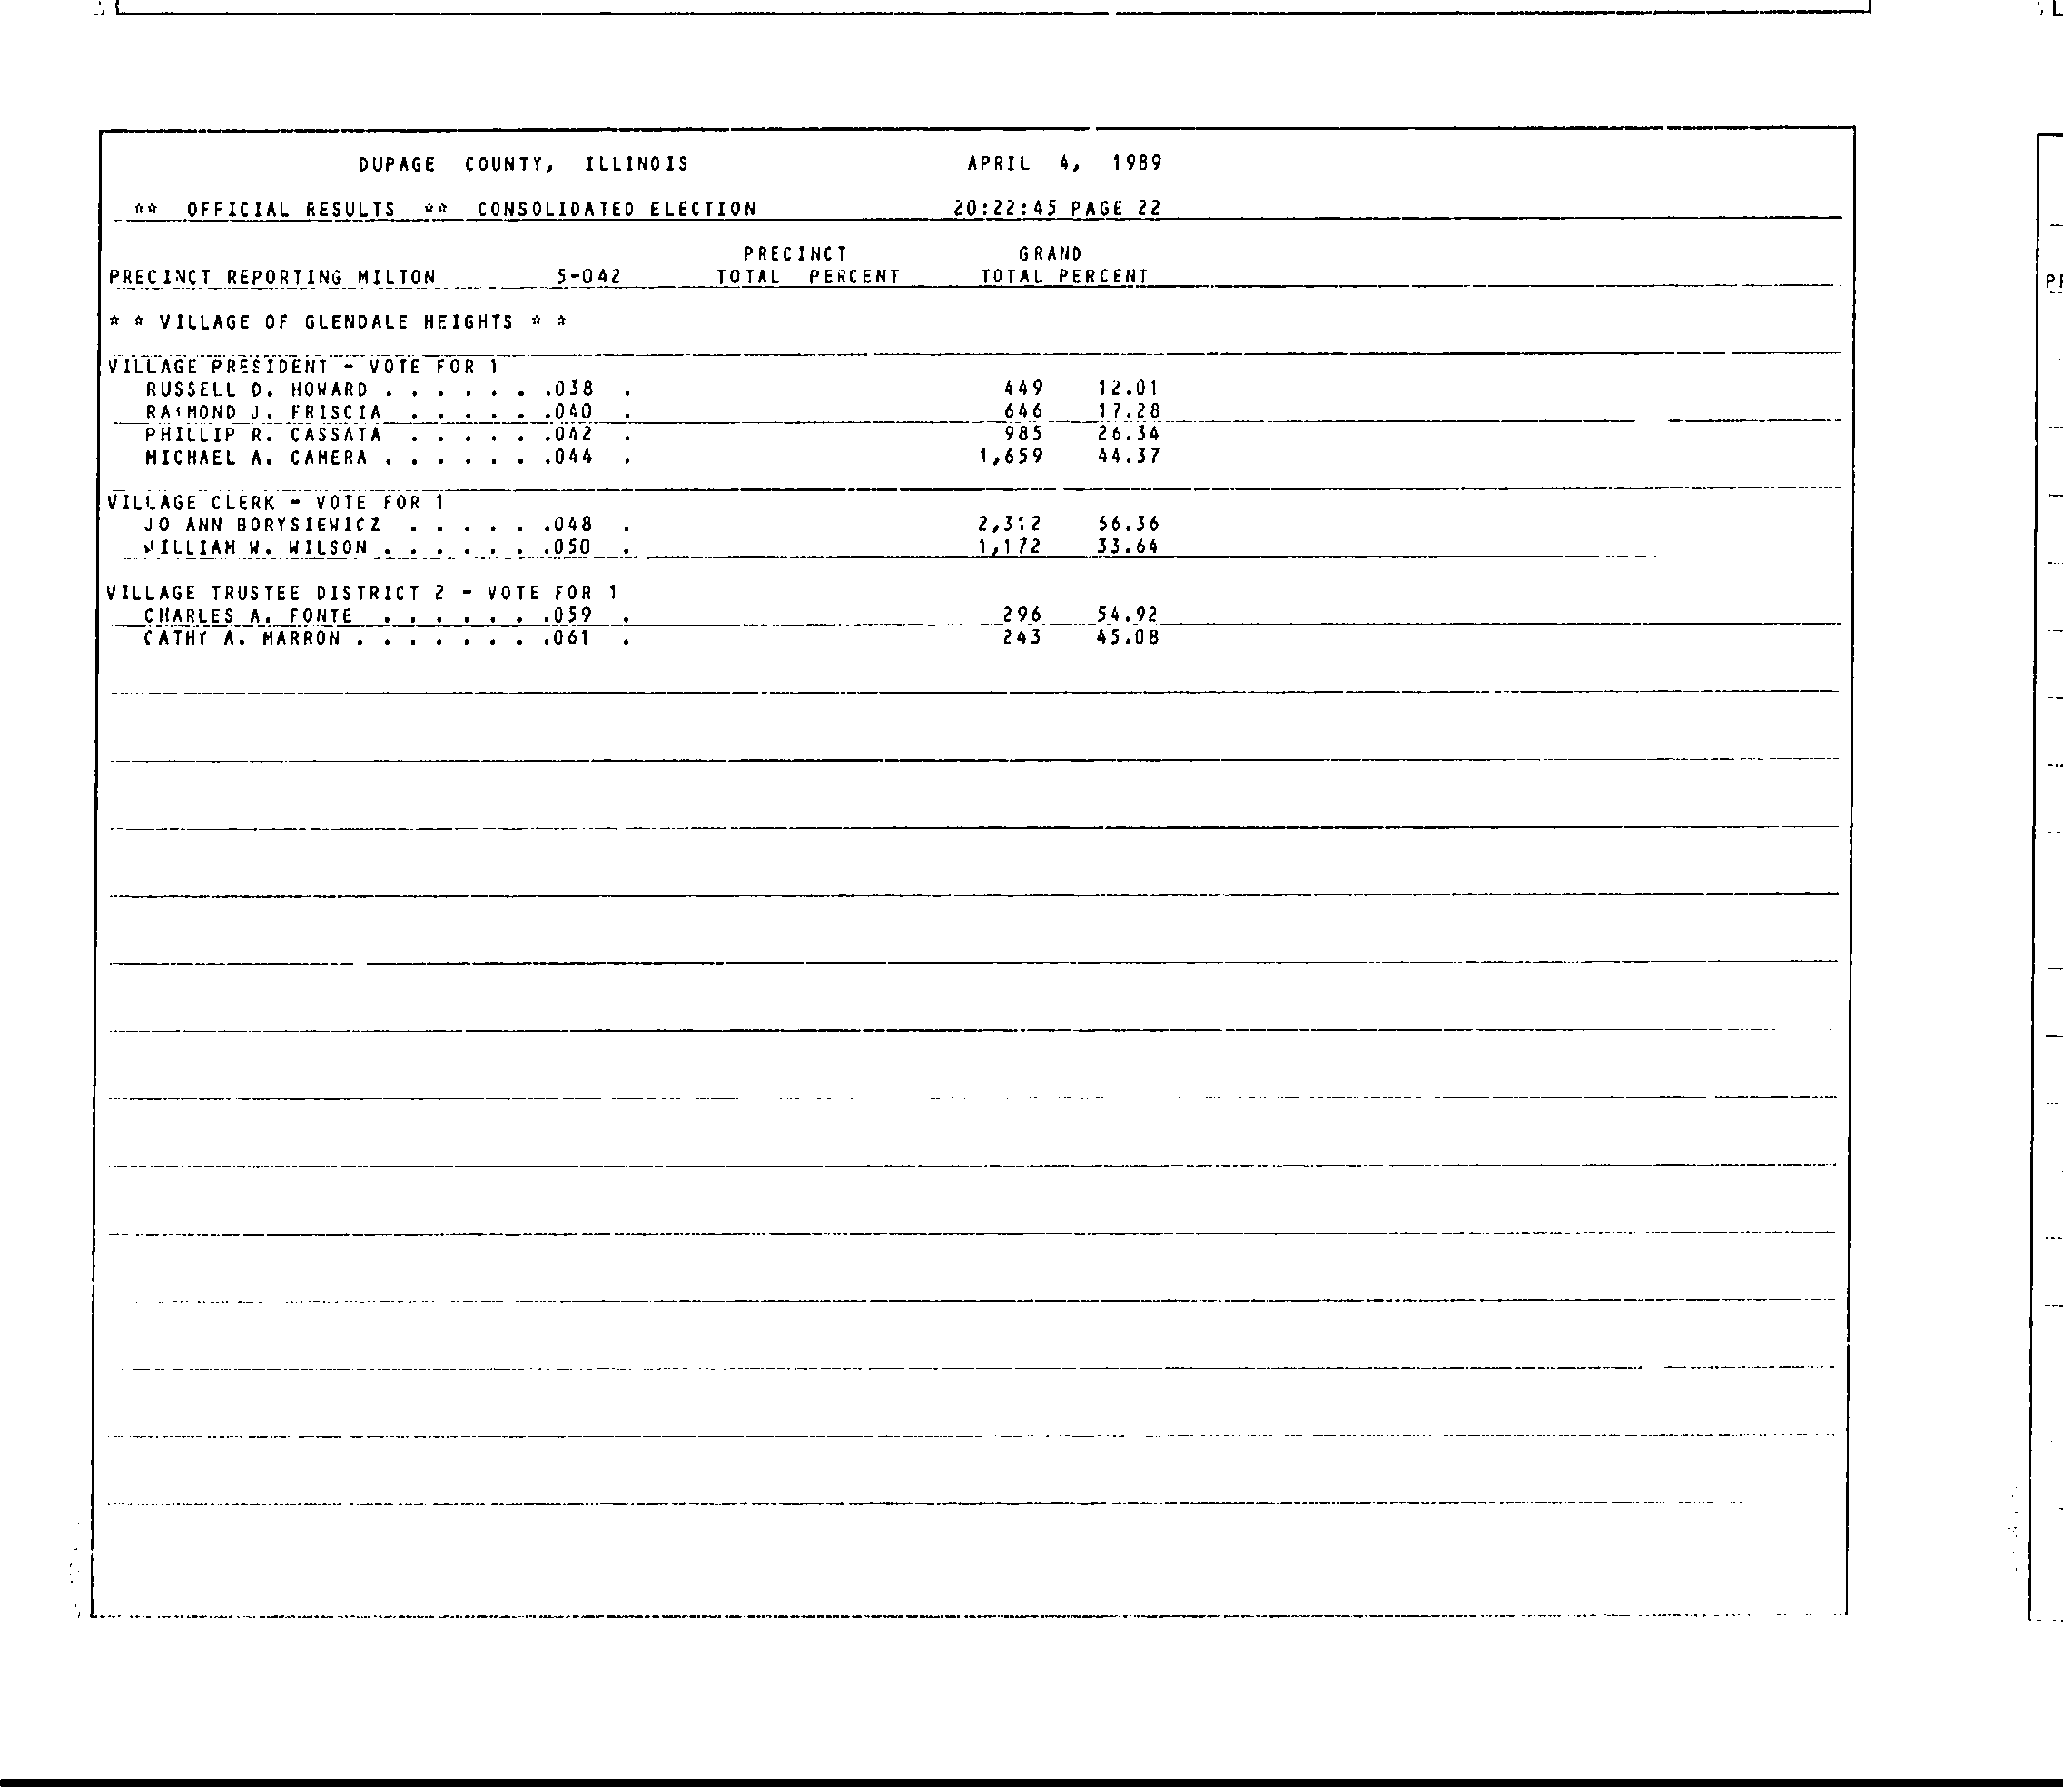 DUPAGE COUNTY, ILLINOIS APRIL 4, 1989
** OFFICIAL RESULTS ** CONSOLIDATED ELECTION 20:22:45 PAGE 22
PRECINCT GRAND
PRECINCT REPORTING MILTON 5-042 TOTAL PERCENT TOTAL PERCENT
* * VILLAGE OF GLENDALE HEIGHTS * *
VILLAGE PRESIDENT - VOTE FOR 1
RUSSELL D. HOWARD . . . . . . .038 . 449 12.01
RAYMOND J. FRISCIA . . . . . .040 . 646 17.28
PHILLIP R. CASSATA . . . . . .042 . 985 26.34
MICHAEL A. CAMERA . . . . . . .044 . 1,659 44.37
VILLAGE CLERK - VOTE FOR 1
JO ANN BORYSIEWICZ . . . . . .048 . 2,312 66.36
WILLIAM W. WILSON . . . . . . .050 . 1,172 33.64
VILLAGE TRUSTEE DISTRICT 2 - VOTE FOR 1
CHARLES A. FONTE . . . . . . .059 . 296 54.92
CATHY A. MARRON . . . . . . . .061 . 243 45.08